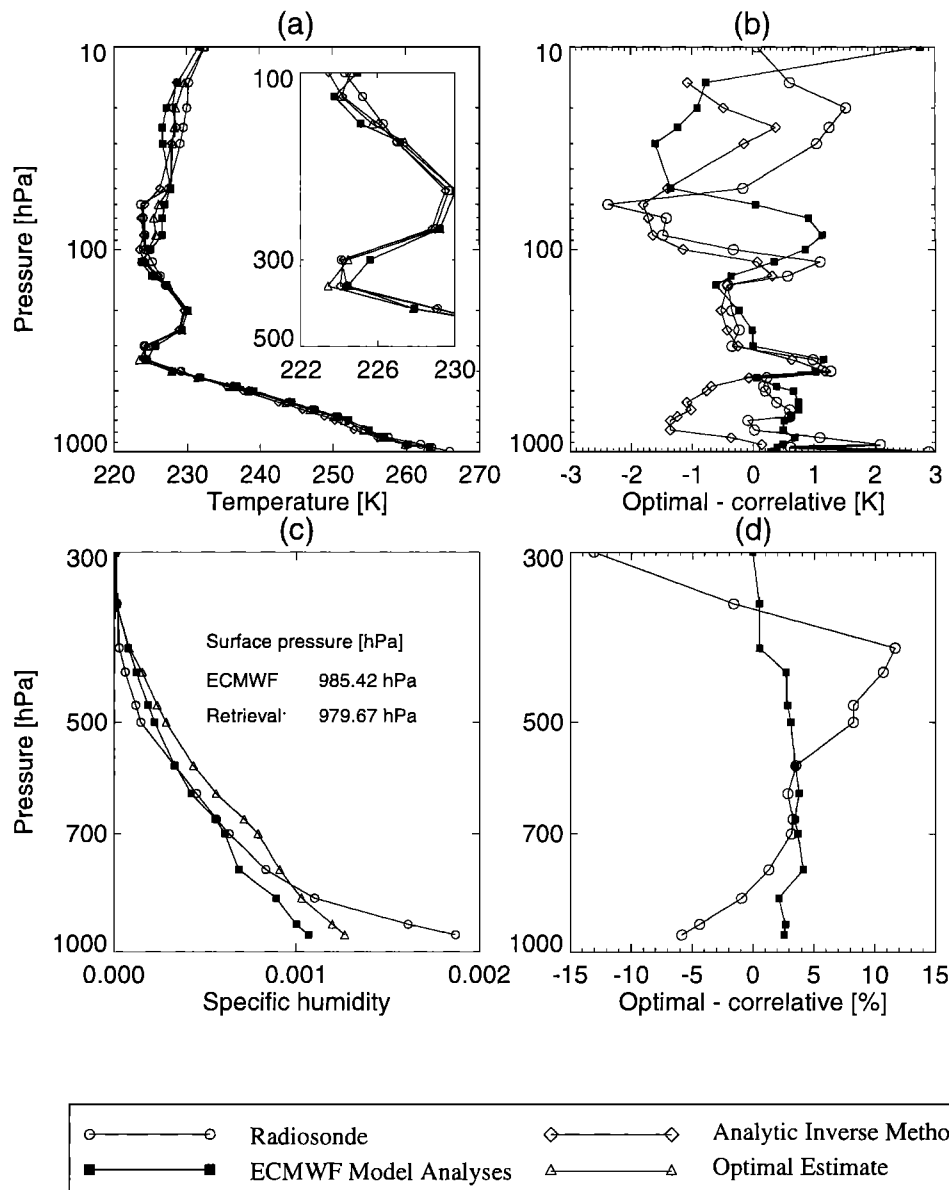 (a)
(b)
Pressure [hPa]
10
100
1000
100
300
500
222
226
230
220
230
240
250
260
270
Temperature [K]
10
100
1000
-3
-2
-1
0
1
2
3
Optimal - correlative [K]
(c)
(d)
Pressure [hPa]
300
500
700
1000
Surface pressure [hPa]
ECMWF 985.42 hPa
Retrieval 979.67 hPa
0.000
0.001
0.002
Specific humidity
300
500
700
1000
-15
-10
-5
0
5
10
15
Optimal - correlative [%]
Radiosonde
Analytic Inverse Metho
ECMWF Model Analyses
Optimal Estimate